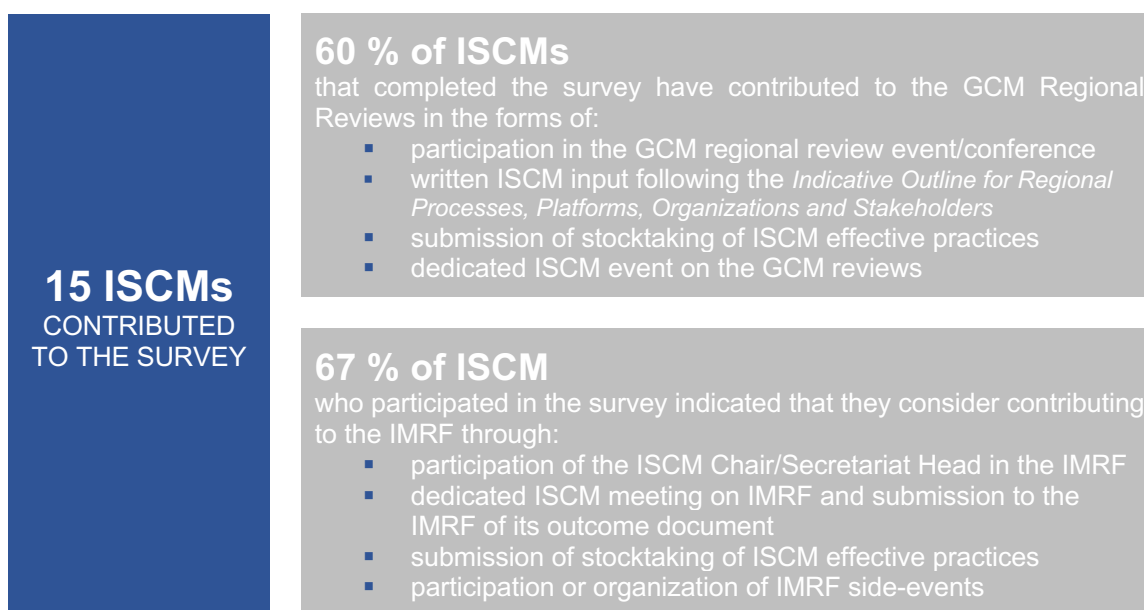 15 ISCMs
CONTRIBUTED
TO THE SURVEY
60 % of ISCMs
that completed the survey have contributed to the GCM Regional
Reviews in the forms of:
▪ participation in the GCM regional review event/conference
▪ written ISCM input following the Indicative Outline for Regional
Processes, Platforms, Organizations and Stakeholders
▪ submission of stocktaking of ISCM effective practices
▪ dedicated ISCM event on the GCM reviews
67 % of ISCM
who participated in the survey indicated that they consider contributing
to the IMRF through:
▪ participation of the ISCM Chair/Secretariat Head in the IMRF
▪ dedicated ISCM meeting on IMRF and submission to the
IMRF of its outcome document
▪ submission of stocktaking of ISCM effective practices
▪ participation or organization of IMRF side-events